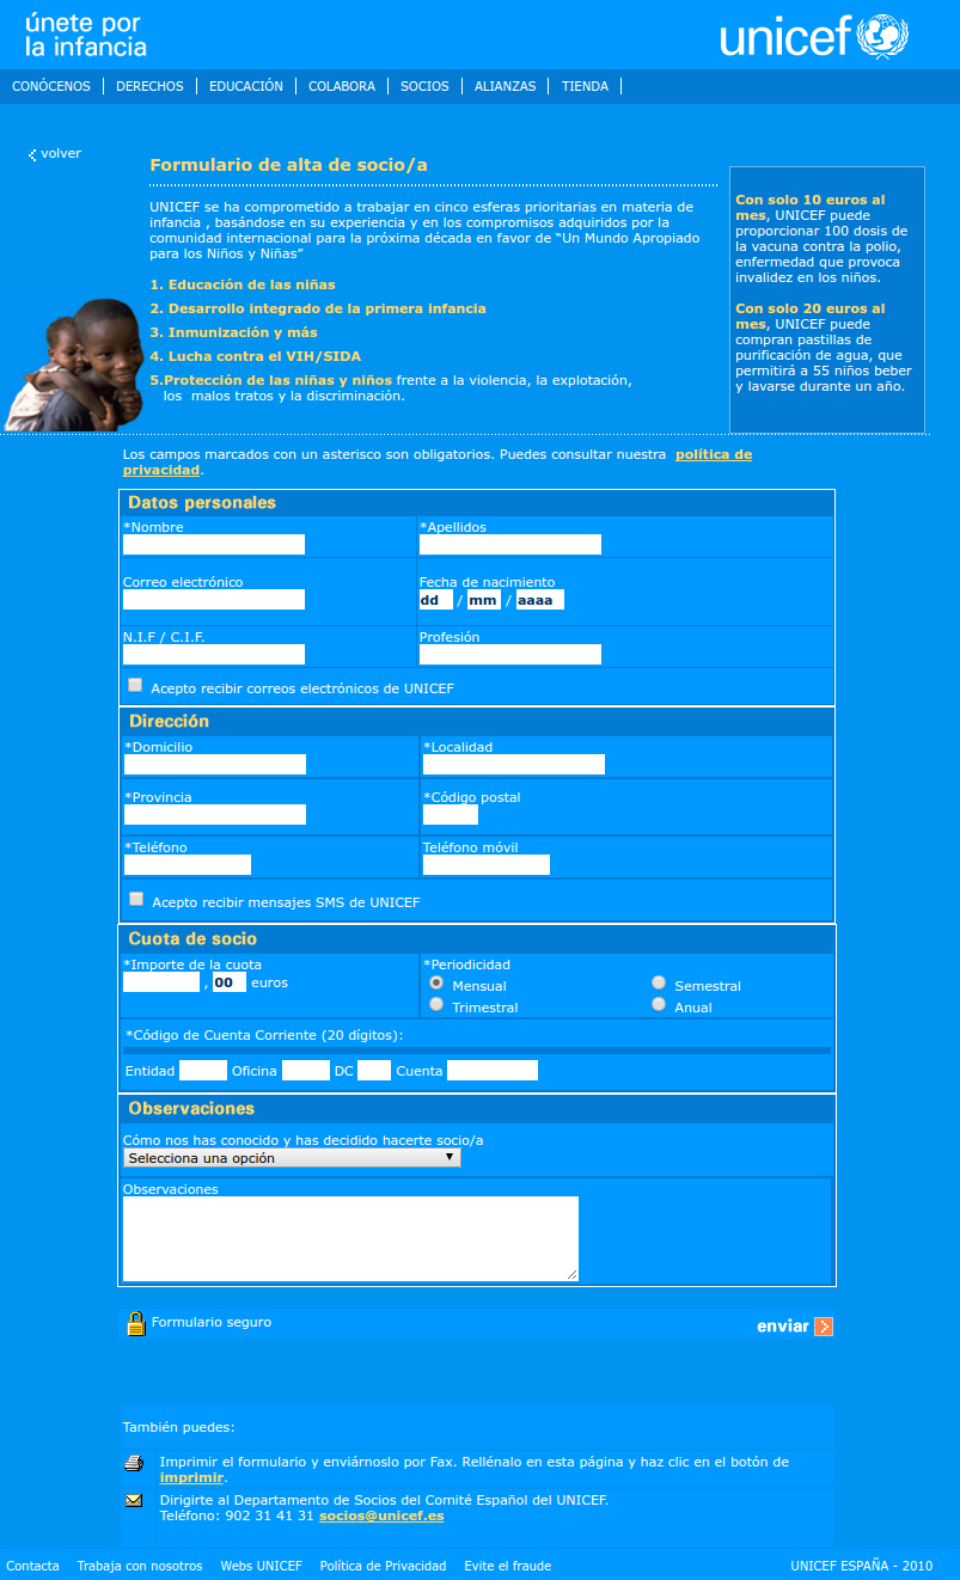 únete por
la infancia
unicef
CONÓCENOS DERECHOS EDUCACIÓN COLABORA SOCIOS ALIANZAS TIENDA
volver
Formulario de alta de socio/a
UNICEF se ha comprometido a trabajar en cinco esferas prioritarias en materia de
infancia , basándose en su experiencia y en los compromisos adquiridos por la
comunidad internacional para la próxima década en favor de “Un Mundo Apropiado
para los Niños y Niñas”
1. Educación de las niñas
2. Desarrollo integrado de la primera infancia
3. Inmunización y más
4. Lucha contra el VIH/SIDA
5.Protección de las niñas y niños frente a la violencia, la explotación,
los malos tratos y la discriminación.
Con solo 10 euros al
mes, UNICEF puede
proporcionar 100 dosis de
la vacuna contra la polio,
enfermedad que provoca
invalidez en los niños.
Con solo 20 euros al
mes, UNICEF puede
compran pastillas de
purificación de agua, que
permitirá a 55 niños beber
y lavarse durante un año.
Los campos marcados con un asterisco son obligatorios. Puedes consultar nuestra política de
privacidad.
Datos personales
*Nombre *Apellidos
Correo electrónico Fecha de nacimiento
dd / mm / aaaa
N.I.F / C.I.F. Profesión
Acepto recibir correos electrónicos de UNICEF
Dirección
*Domicilio *Localidad
*Provincia *Código postal
*Teléfono Teléfono móvil
Acepto recibir mensajes SMS de UNICEF
Cuota de socio
*Importe de la cuota *Periodicidad
, 00 euros Mensual Semestral
Trimestral Anual
*Código de Cuenta Corriente (20 dígitos):
Entidad Oficina DC Cuenta
Observaciones
Cómo nos has conocido y has decidido hacerte socio/a
Selecciona una opción
Observaciones
Formulario seguro enviar
También puedes:
Imprimir el formulario y enviárnoslo por Fax. Rellénalo en esta página y haz clic en el botón de
imprimir.
Dirigirte al Departamento de Socios del Comité Español del UNICEF.
Teléfono: 902 31 41 31 socios@unicef.es
Contacta Trabaja con nosotros Webs UNICEF Política de Privacidad Evite el fraude UNICEF ESPAÑA - 2010